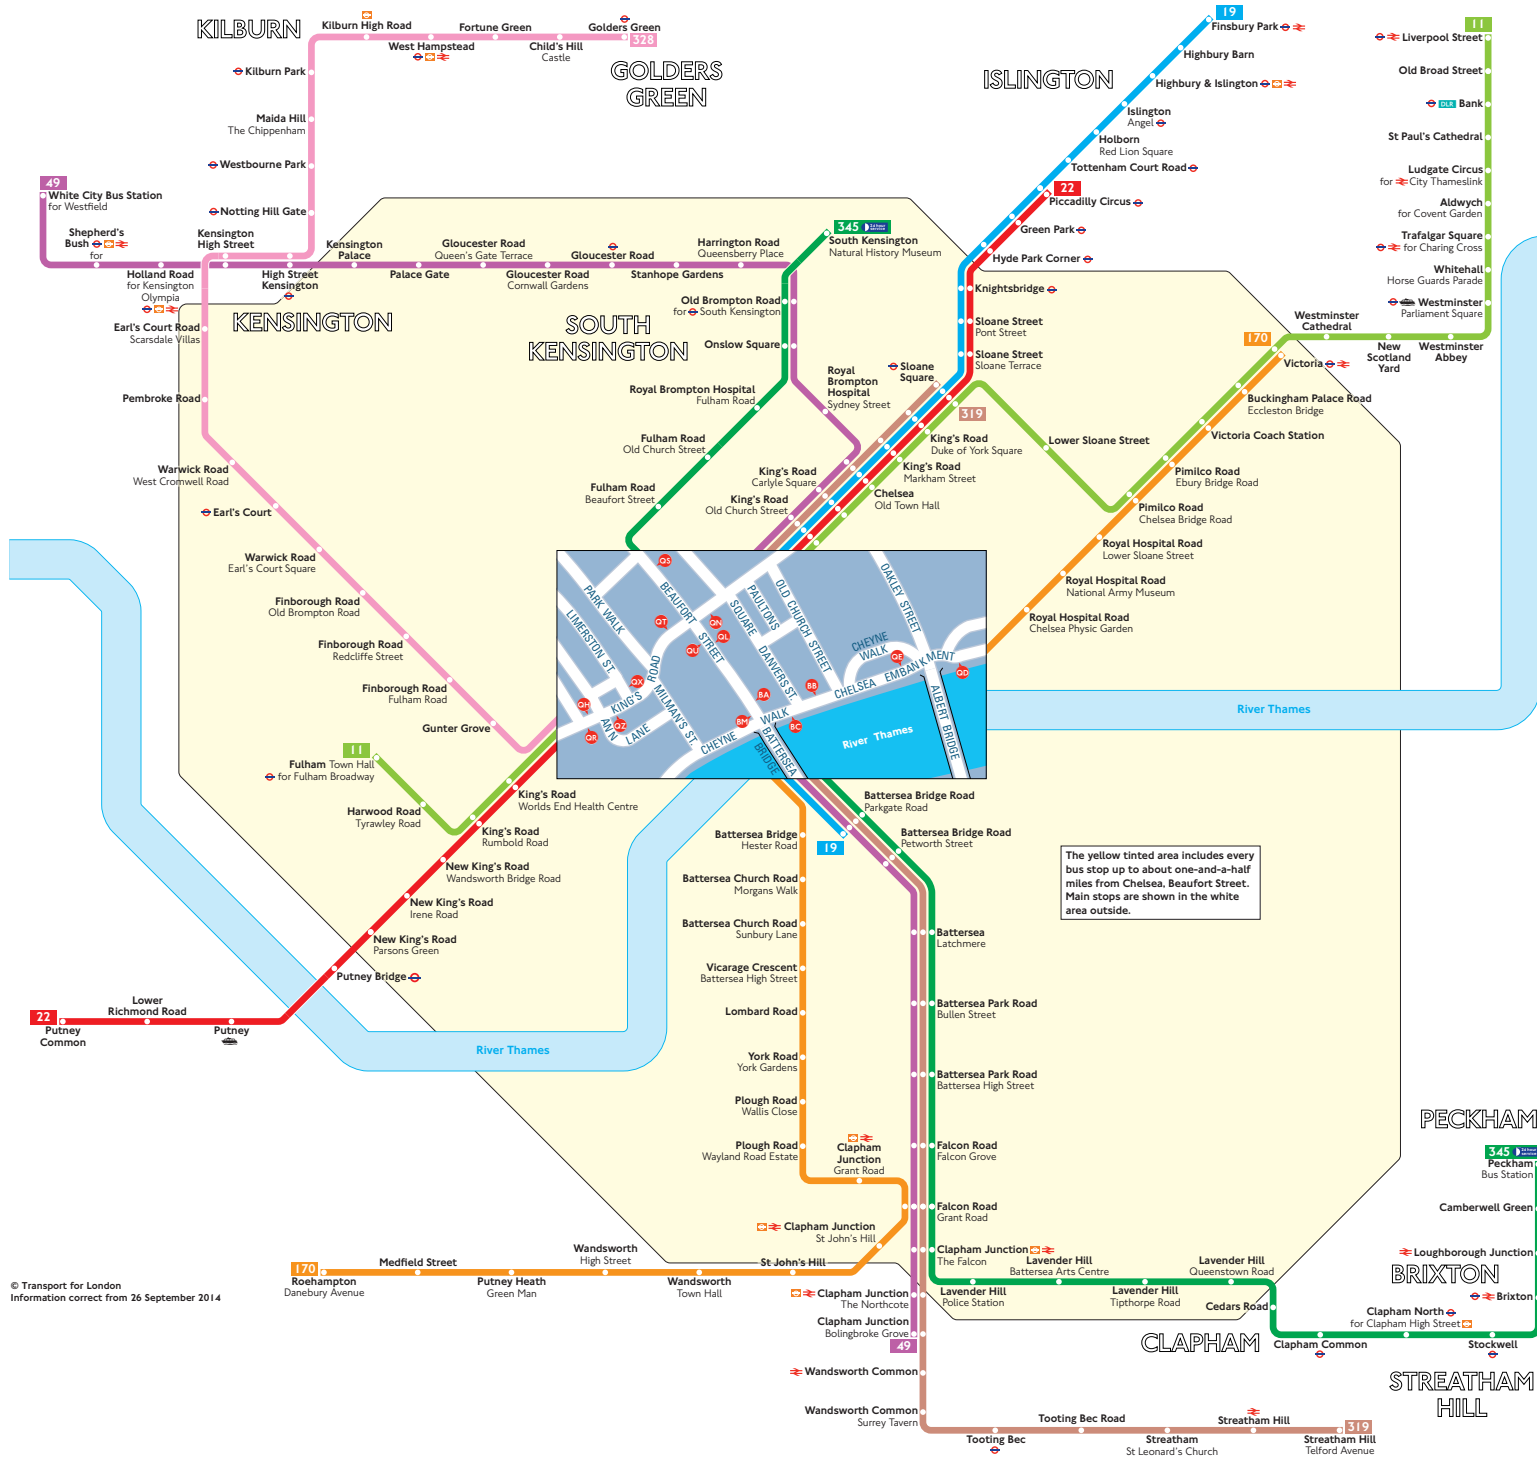 KILBURN
Kilburn High Road
Fortune Green
Golders Green
328
West Hampstead
Child's Hill
Castle
GOLDERS
GREEN
Kilburn Park
Maida Hill
The Chippenham
Westbourne Park
Notting Hill Gate
49
White City Bus Station
for Westfield
Shepherd's
Bush
for
Kensington
High Street
Holland Road
for Kensington
Olympia
High Street
Kensington
Kensington
Palace
Palace Gate
Gloucester Road
Queen's Gate Terrace
Gloucester Road
Cornwall Gardens
Gloucester Road
Stanhope Gardens
Harrington Road
Queensberry Place
345
24 hour
service
South Kensington
Natural History Museum
Old Brompton Road
for South Kensington
Onslow Square
KENSINGTON
SOUTH
KENSINGTON
Earl's Court Road
Scarsdale Villas
Pembroke Road
Warwick Road
West Cromwell Road
Earl's Court
Warwick Road
Earl's Court Square
Finborough Road
Old Brompton Road
Finborough Road
Redcliffe Street
Finborough Road
Fulham Road
Gunter Grove
Royal Brompton Hospital
Fulham Road
Fulham Road
Old Church Street
Fulham Road
Beaufort Street
Royal
Brompton
Hospital
Sydney Street
King's Road
Carlyle Square
King's Road
Old Church Street
ISLINGTON
19
Finsbury Park
Highbury Barn
Highbury & Islington
Islington
Angel
Holborn
Red Lion Square
Tottenham Court Road
22
Piccadilly Circus
Green Park
Hyde Park Corner
Knightsbridge
Sloane Street
Pont Street
Sloane Street
Sloane Terrace
Sloane
Square
319
King's Road
Duke of York Square
King's Road
Markham Street
Chelsea
Old Town Hall
11
Liverpool Street
Old Broad Street
DLR
Bank
St Paul's Cathedral
Ludgate Circus
for City Thameslink
Aldwych
for Covent Garden
Trafalgar Square
for Charing Cross
Whitehall
Horse Guards Parade
Westminster
Parliament Square
Westminster
Cathedral
New
Scotland
Yard
Westminster
Abbey
170
Victoria
Buckingham Palace Road
Eccleston Bridge
Victoria Coach Station
Lower Sloane Street
Pimlico Road
Ebury Bridge Road
Pimlico Road
Chelsea Bridge Road
Royal Hospital Road
Lower Sloane Street
Royal Hospital Road
National Army Museum
Royal Hospital Road
Chelsea Physic Garden
River Thames
QS
PARK WALK
LIMERSTON ST.
BEAUFORT
STREET
SQUARE
PAULTONS
OLD CHURCH STREET
OAKLEY STREET
DANVERS ST.
CHEYNE
WALK
CHELSEA EMBANKMENT
ALBERT BRIDGE
MILMAN'S ST.
KING'S
ROAD
ANN
LANE
CHEYNE
WALK
BATTERSEA
BRIDGE
River Thames
QT
QN
QL
QU
QX
QH
QZ
QR
BA
BB
BM
BC
QE
QD
11
Fulham Town Hall
for Fulham Broadway
Harwood Road
Tyrawley Road
King's Road
Worlds End Health Centre
King's Road
Rumbold Road
New King's Road
Wandsworth Bridge Road
New King's Road
Irene Road
New King's Road
Parsons Green
Putney Bridge
22
Putney
Common
Lower
Richmond Road
Putney
River Thames
19
Battersea Bridge
Hester Road
Battersea Church Road
Morgans Walk
Battersea Church Road
Sunbury Lane
Vicarage Crescent
Battersea High Street
Lombard Road
York Road
York Gardens
Plough Road
Wallis Close
Plough Road
Wayland Road Estate
Clapham
Junction
Grant Road
Clapham Junction
St John's Hill
St John's Hill
Wandsworth
Town Hall
Wandsworth
High Street
Putney Heath
Green Man
Medfield Street
170
Roehampton
Danebury Avenue
Battersea Bridge Road
Parkgate Road
Battersea Bridge Road
Petworth Street
Battersea
Latchmere
Battersea Park Road
Bullen Street
Battersea Park Road
Battersea High Street
Falcon Road
Falcon Grove
Falcon Road
Grant Road
Clapham Junction
The Falcon
Clapham Junction
The Northcote
Clapham Junction
Bolingbroke Grove
49
Wandsworth Common
Wandsworth Common
Surrey Tavern
Tooting Bec
Tooting Bec Road
Streatham
St Leonard's Church
Streatham Hill
319
Streatham Hill
Telford Avenue
Lavender Hill
Police Station
Lavender Hill
Battersea Arts Centre
Lavender Hill
Tipthorpe Road
Lavender Hill
Queenstown Road
Cedars Road
CLAPHAM
Clapham Common
Clapham North
for Clapham High Street
Stockwell
Brixton
BRIXTON
Loughborough Junction
Camberwell Green
345
24 hour
service
Peckham
Bus Station
PECKHAM
STREATHAM
HILL
The yellow tinted area includes every
bus stop up to about one-and-a-half
miles from Chelsea, Beaufort Street.
Main stops are shown in the white
area outside.
© Transport for London
Information correct from 26 September 2014